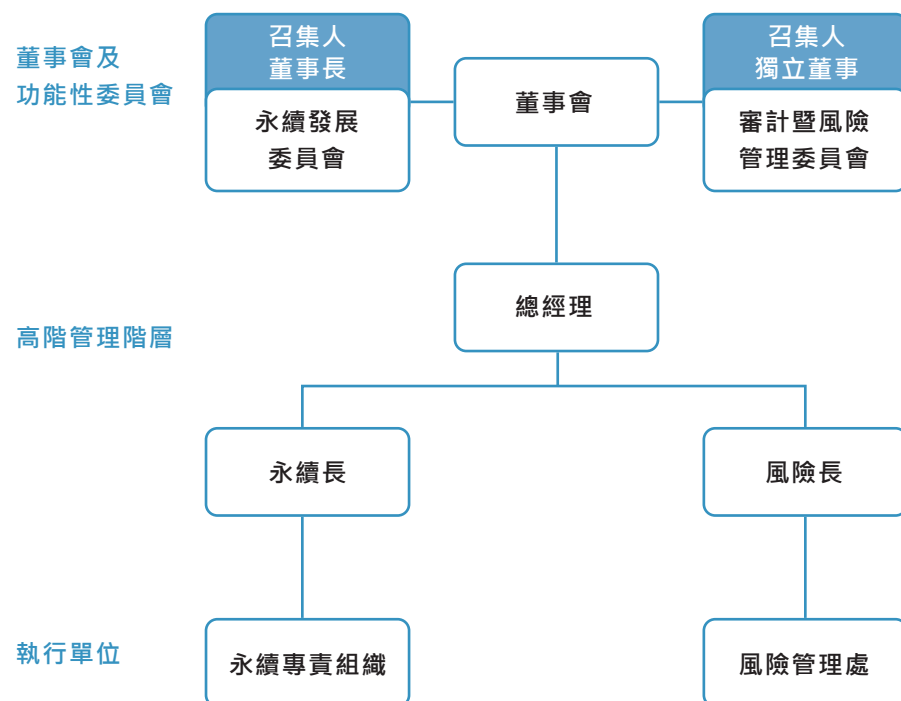 董事會及
功能性委員會
召集人
董事長
永續發展
委員會
董事會
召集人
獨立董事
審計暨風險
管理委員會
高階管理階層
總經理
永續長
風險長
執行單位
永續專責組織
風險管理處